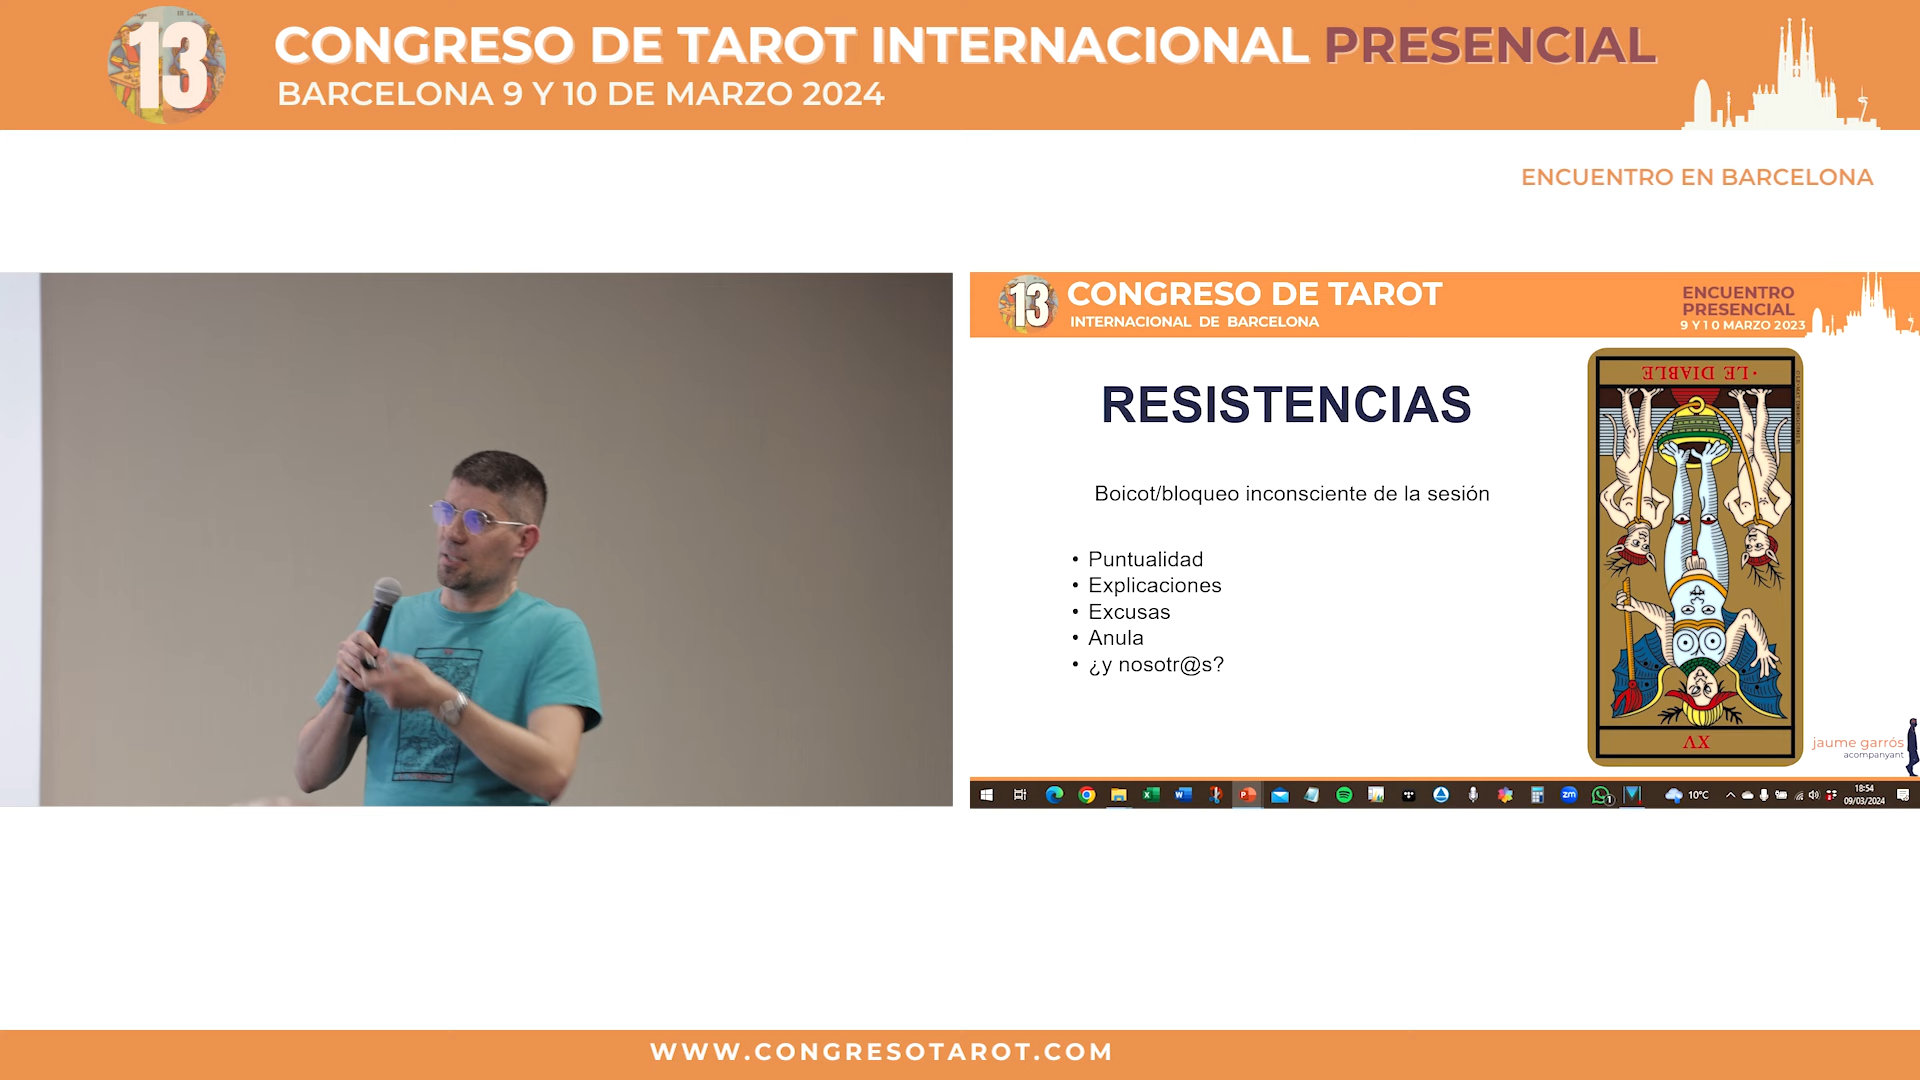 13
CONGRESO DE TAROT INTERNACIONAL PRESENCIAL
BARCELONA 9 Y 10 DE MARZO 2024
ENCUENTRO EN BARCELONA
13
CONGRESO DE TAROT
INTERNACIONAL DE BARCELONA
ENCUENTRO
PRESENCIAL
9 Y 10 MARZO 2023
RESISTENCIAS
Boicot/bloqueo inconsciente de la sesión
• Puntualidad
• Explicaciones
• Excusas
• Anula
• ¿y nosotr@s?
·LE DIABLE
XV
jaume garrós
acompanyant
10°C
18:54
09/03/2024
WWW.CONGRESOTAROT.COM